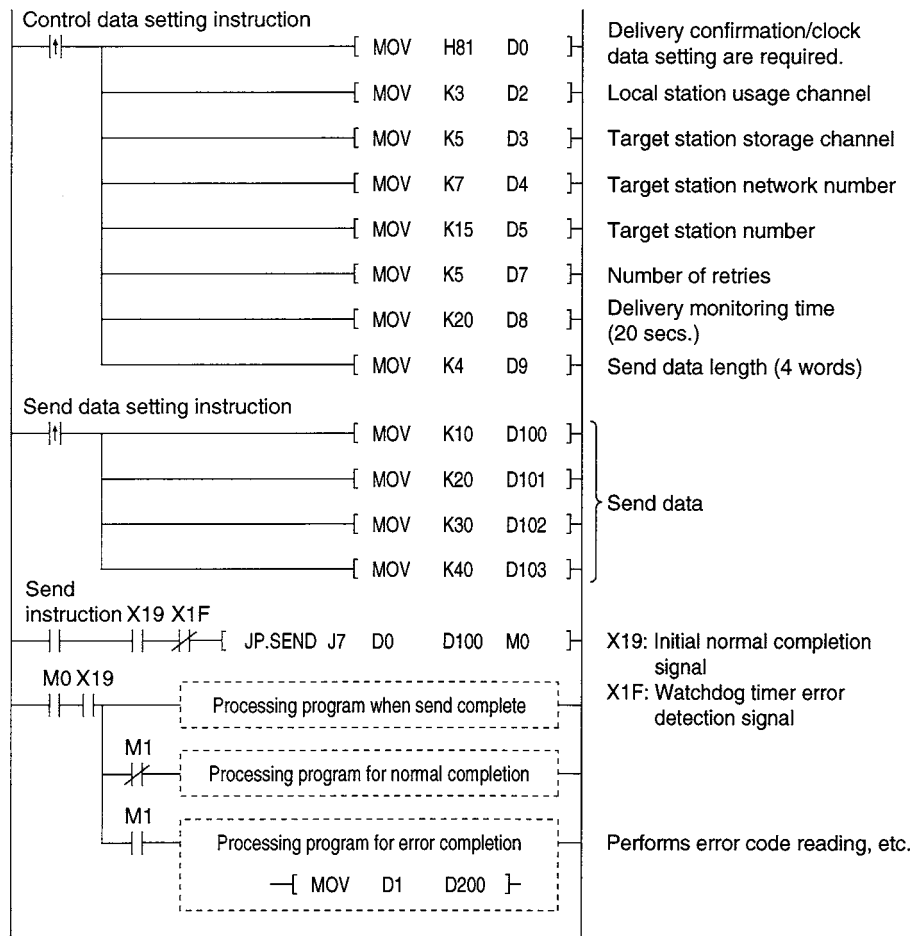 Control data setting instruction
MOV H81 D0 Delivery confirmation/clock
data setting are required.
MOV K3 D2 Local station usage channel
MOV K5 D3 Target station storage channel
MOV K7 D4 Target station network number
MOV K15 D5 Target station number
MOV K5 D7 Number of retries
MOV K20 D8 Delivery monitoring time
(20 secs.)
MOV K4 D9 Send data length (4 words)
Send data setting instruction
MOV K10 D100
MOV K20 D101
Send data
MOV K30 D102
MOV K40 D103
Send
instruction X19 X1F
JP.SEND J7 D0 D100 M0 X19: Initial normal completion
signal
M0 X19
X1F: Watchdog timer error
detection signal
Processing program when send complete
M1
Processing program for normal completion
M1
Processing program for error completion Performs error code reading, etc.
MOV D1 D200